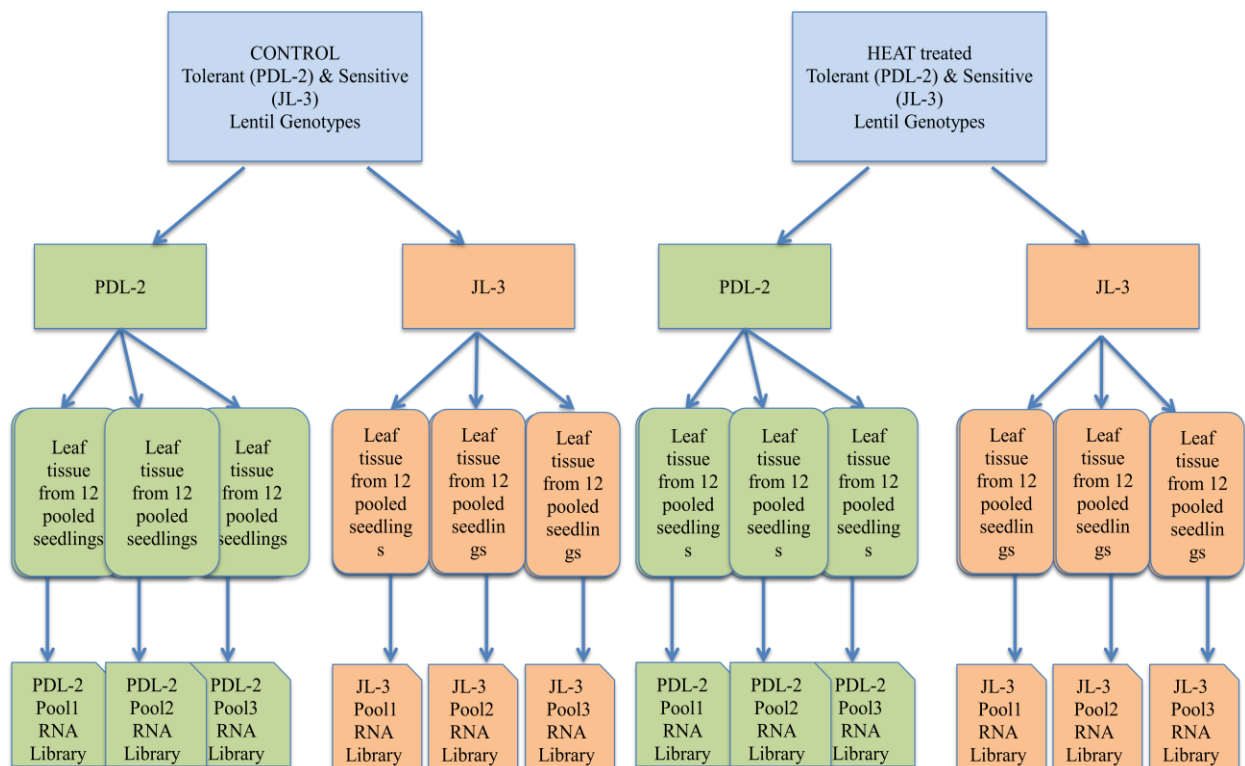 CONTROL
Tolerant (PDL-2) & Sensitive
(JL-3)
Lentil Genotypes
HEAT treated
Tolerant (PDL-2) & Sensitive
(JL-3)
Lentil Genotypes
PDL-2
JL-3
PDL-2
JL-3
Leaf
tissue
from 12
pooled
seedlings
Leaf
tissue
from 12
pooled
seedlings
Leaf
tissue
from 12
pooled
seedlings
Leaf
tissue
from 12
pooled
seedling
s
Leaf
tissue
from 12
pooled
seedlin
gs
Leaf
tissue
from 12
pooled
seedlin
gs
Leaf
tissue
from 12
pooled
seedling
s
Leaf
tissue
from 12
pooled
seedling
s
Leaf
tissue
from 12
pooled
seedling
s
Leaf
tissue
from 12
pooled
seedlin
gs
Leaf
tissue
from 12
pooled
seedlin
gs
Leaf
tissue
from 12
pooled
seedlin
gs
PDL-2
Pool1
RNA
Library
PDL-2
Pool2
RNA
Library
PDL-2
Pool3
RNA
Library
JL-3
Pool1
RNA
Library
JL-3
Pool2
RNA
Library
JL-3
Pool3
RNA
Library
PDL-2
Pool1
RNA
Library
PDL-2
Pool2
RNA
Library
PDL-2
Pool3
RNA
Library
JL-3
Pool1
RNA
Library
JL-3
Pool2
RNA
Library
JL-3
Pool3
RNA
Library